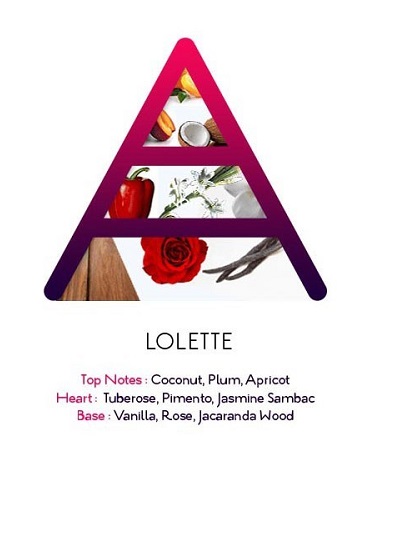 LOLETTE
Top Notes : Coconut, Plum, Apricot
Heart : Tuberose, Pimento, Jasmine Sambac
Base : Vanilla, Rose, Jacaranda Wood